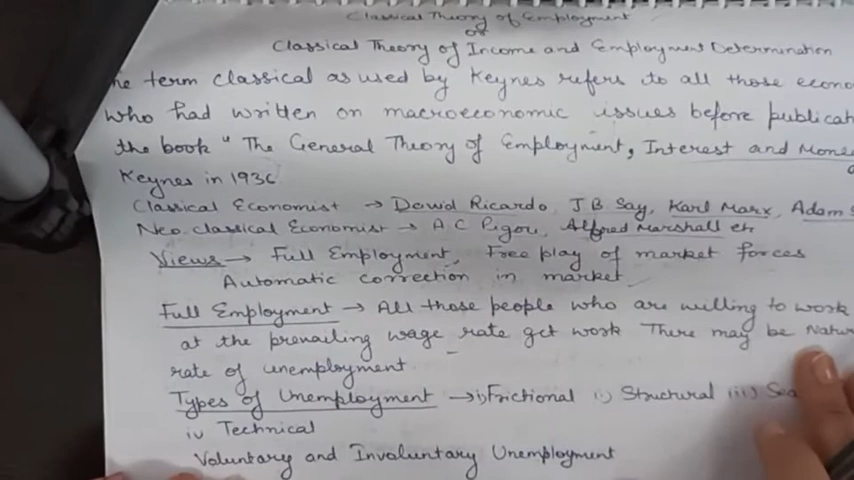 Classical Theory of Employment
or
Classical Theory of Income and Employment Determination
he term classical as used by Keynes refers to all those econo
who had written on macroeconomic issues before publicat
the book "The General Theory of Employment, Interest and Mone
Keynes in 1936
Classical Economist → David Ricardo, J B Say, Karl Marx, Adam S
Neo classical Economist → A C Pigou, Alfred Marshall etc
Views → Full Employment, Free play of market forces
Automatic correction in market
Full Employment → All those people who are willing to work
at the prevailing wage rate get work There may be Natur
rate of unemployment
Types of Unemployment → i) Frictional ii) Structural iii) Sea
iv Technical
Voluntary and Involuntary Unemployment